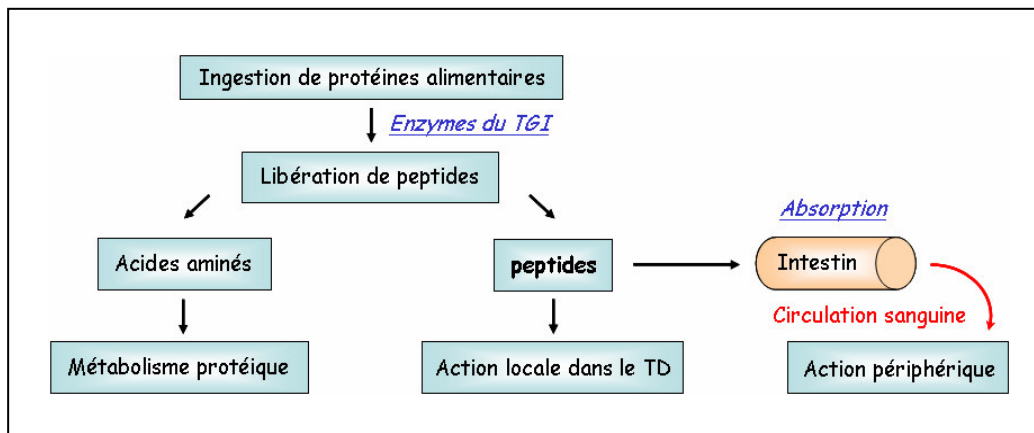 Ingestion de protéines alimentaires
Enzymes du TGI
Libération de peptides
Absorption
Acides aminés
peptides
Intestin
Circulation sanguine
Métabolisme protéique
Action locale dans le TD
Action périphérique